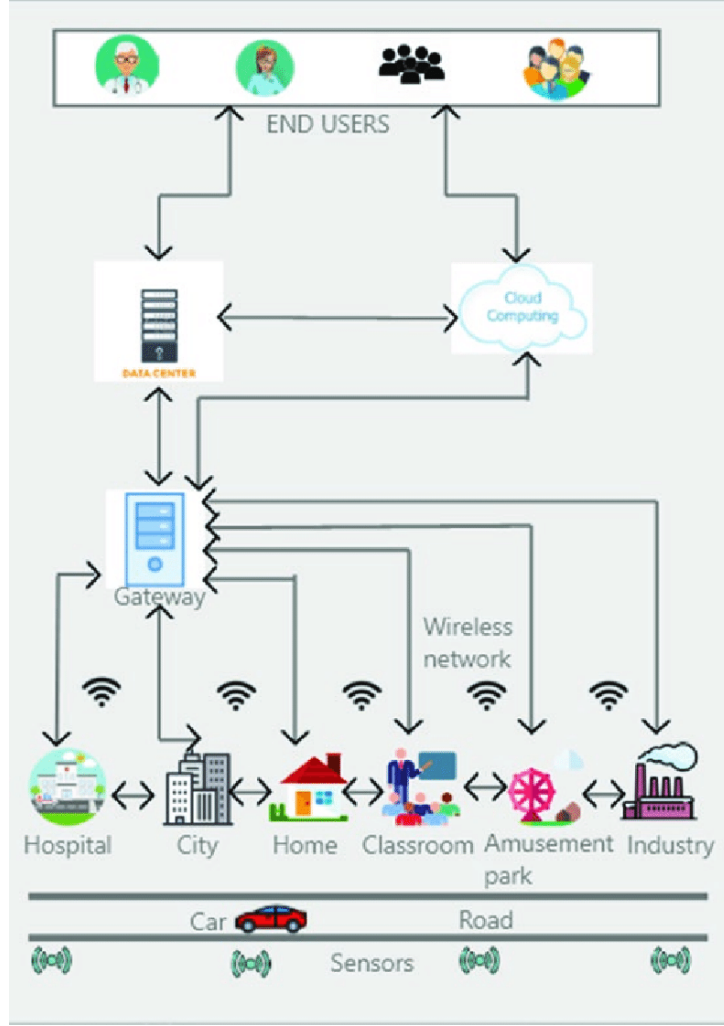 END USERS
Cloud
Computing
DATA CENTER
Gateway
Wireless
network
Hospital
City
Home
Classroom
Amusement
park
Industry
Car
Road
Sensors